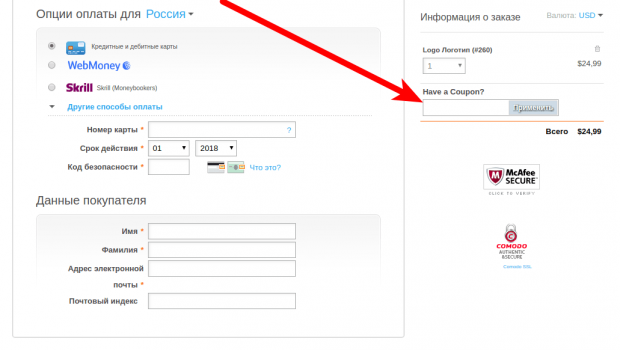 Опции оплаты для Россия
Кредитные и дебитные карты
WebMoney
Skrill Skrill (Moneybookers)
Другие способы оплаты
Номер карты * ?
Срок действия * 01 2018
Код безопасности * Что это?
Данные покупателя
Имя *
Фамилия *
Адрес электронной
почты *
Почтовый индекс
Информация о заказе Валюта: USD
Logo Логотип (#260)
1 $24,99
Have a Coupon?
Применить
Всего $24,99
McAfee
SECURE
CLICK TO VERIFY
COMODO
AUTHENTIC
&SECURE
Comodo SSL